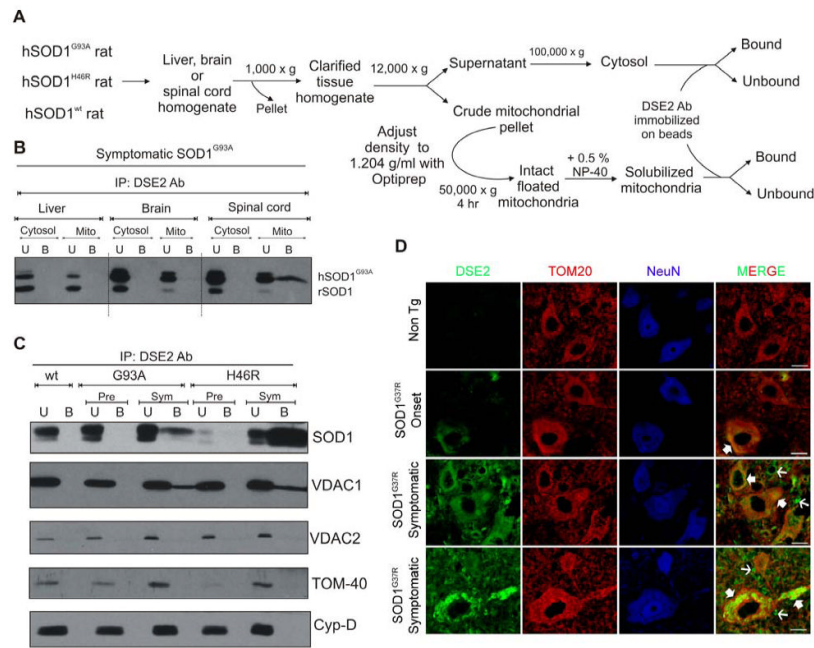 A
hSOD1G93A rat
hSOD1H46R rat
hSOD1wt rat
Liver, brain
or
spinal cord
homogenate
1,000 x g
Pellet
Clarified
tissue
homogenate
12,000 x g
Supernatant
100,000 x g
Cytosol
Bound
Unbound
Crude mitochondrial
pellet
DSE2 Ab
immobilized
on beads
Adjust
density to
1.204 g/ml with
Optiprep
50,000 x g
4 hr
Intact
floated
mitochondria
+ 0.5 %
NP-40
Solubilized
mitochondria
Bound
Unbound
B
Symptomatic SOD1G93A
IP: DSE2 Ab
Liver Brain Spinal cord
Cytosol Mito Cytosol Mito Cytosol Mito
U B U B U B U B U B U B
hSOD1G93A
rSOD1
C
IP: DSE2 Ab
wt G93A H46R
Pre Sym Pre Sym
U B U B U B U B U B
SOD1
VDAC1
VDAC2
TOM-40
Cyp-D
D
DSE2 TOM20 NeuN MERGE
Non Tg
SOD1G37R
Onset
SOD1G37R
Symptomatic
SOD1G37R
Symptomatic